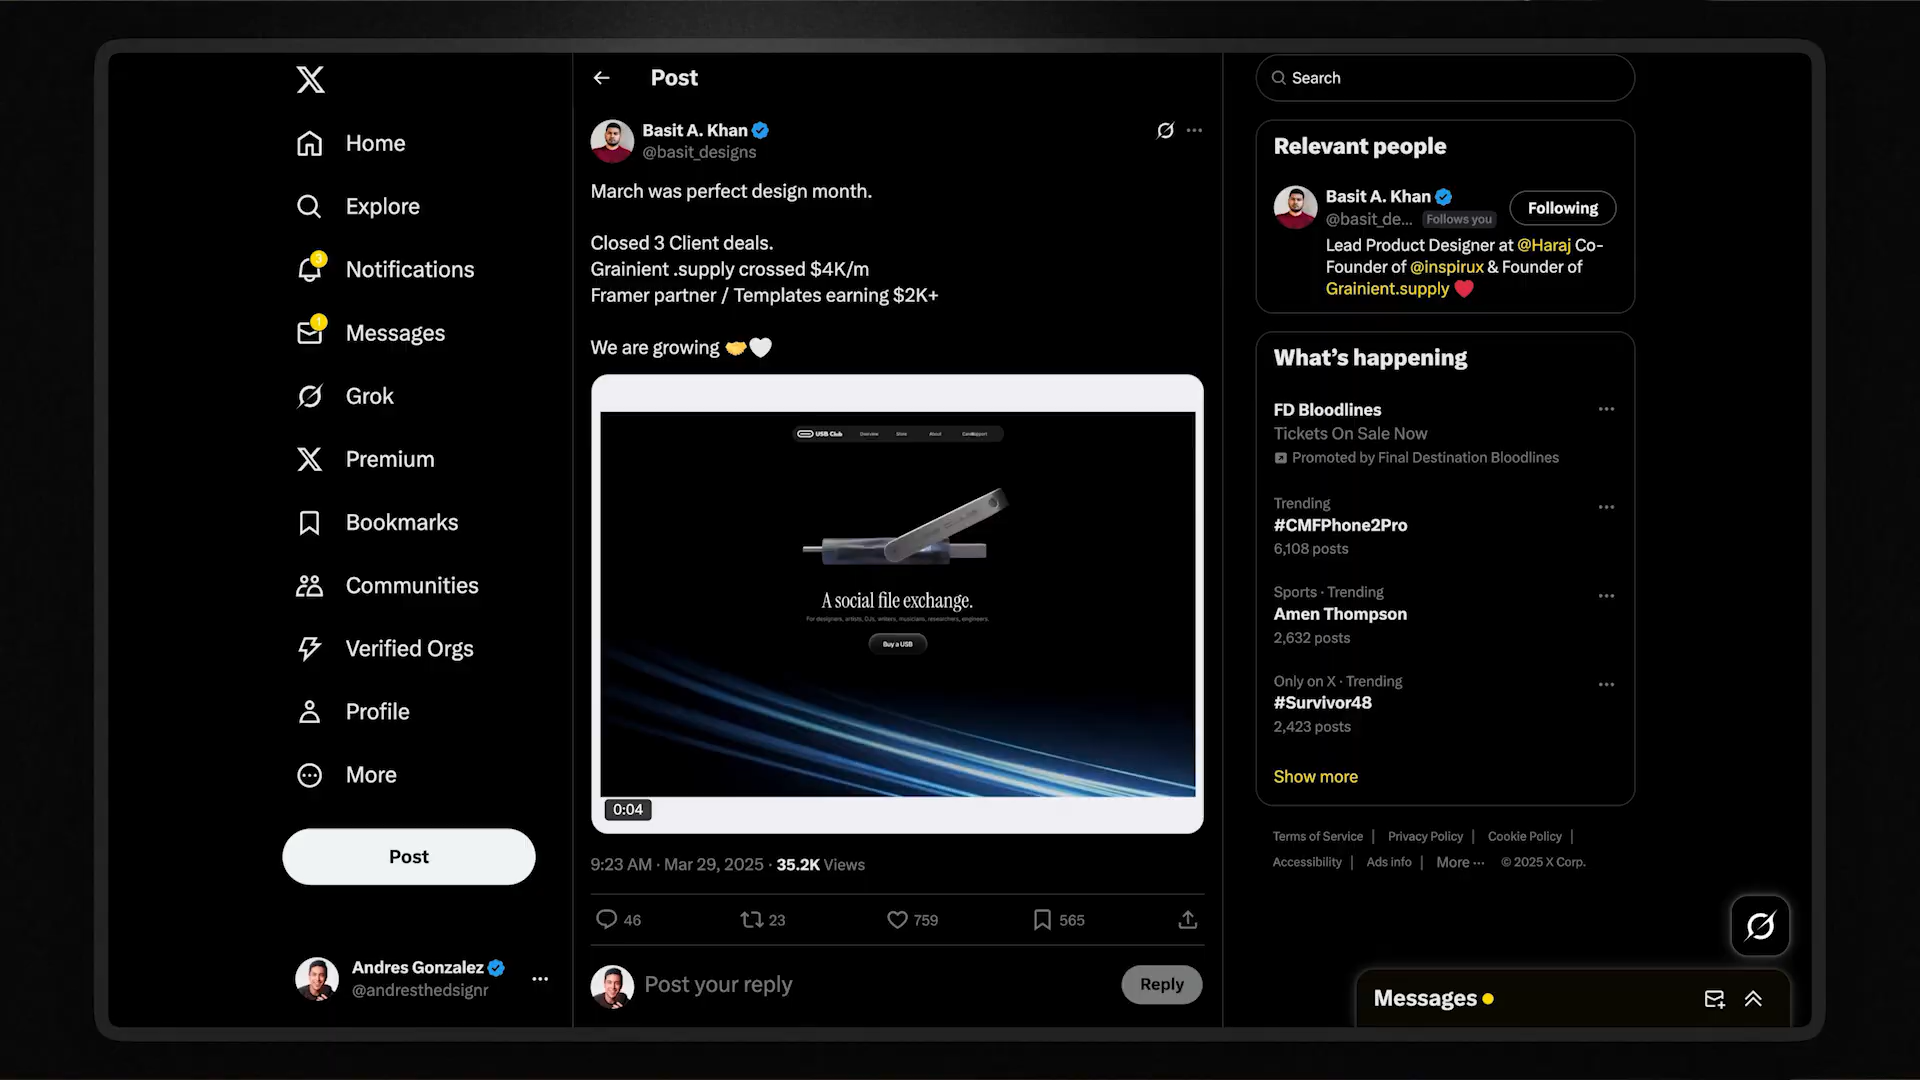 Home
Explore
3
Notifications
1
Messages
Grok
Premium
Bookmarks
Communities
Verified Orgs
Profile
More
Post
Andres Gonzalez
@andresthedsignr
Post
Basit A. Khan
@basit_designs
March was perfect design month.
Closed 3 Client deals.
Grainient .supply crossed $4K/m
Framer partner / Templates earning $2K+
We are growing 🤝🤍
USB Club Overview Store About
A social file exchange.
For designers, artists, DJs, writers, musicians, researchers, engineers.
Buy a USB
0:04
9:23 AM · Mar 29, 2025 · 35.2K Views
46 23 759 565
Post your reply
Reply
Search
Relevant people
Basit A. Khan
@basit_de... Follows you
Following
Lead Product Designer at @Haraj Co-
Founder of @inspirux & Founder of
Grainient.supply ❤️
What's happening
FD Bloodlines
Tickets On Sale Now
Promoted by Final Destination Bloodlines
Trending
#CMFPhone2Pro
6,108 posts
Sports · Trending
Amen Thompson
2,632 posts
Only on X · Trending
#Survivor48
2,423 posts
Show more
Terms of Service | Privacy Policy | Cookie Policy |
Accessibility | Ads info | More ··· © 2025 X Corp.
Messages